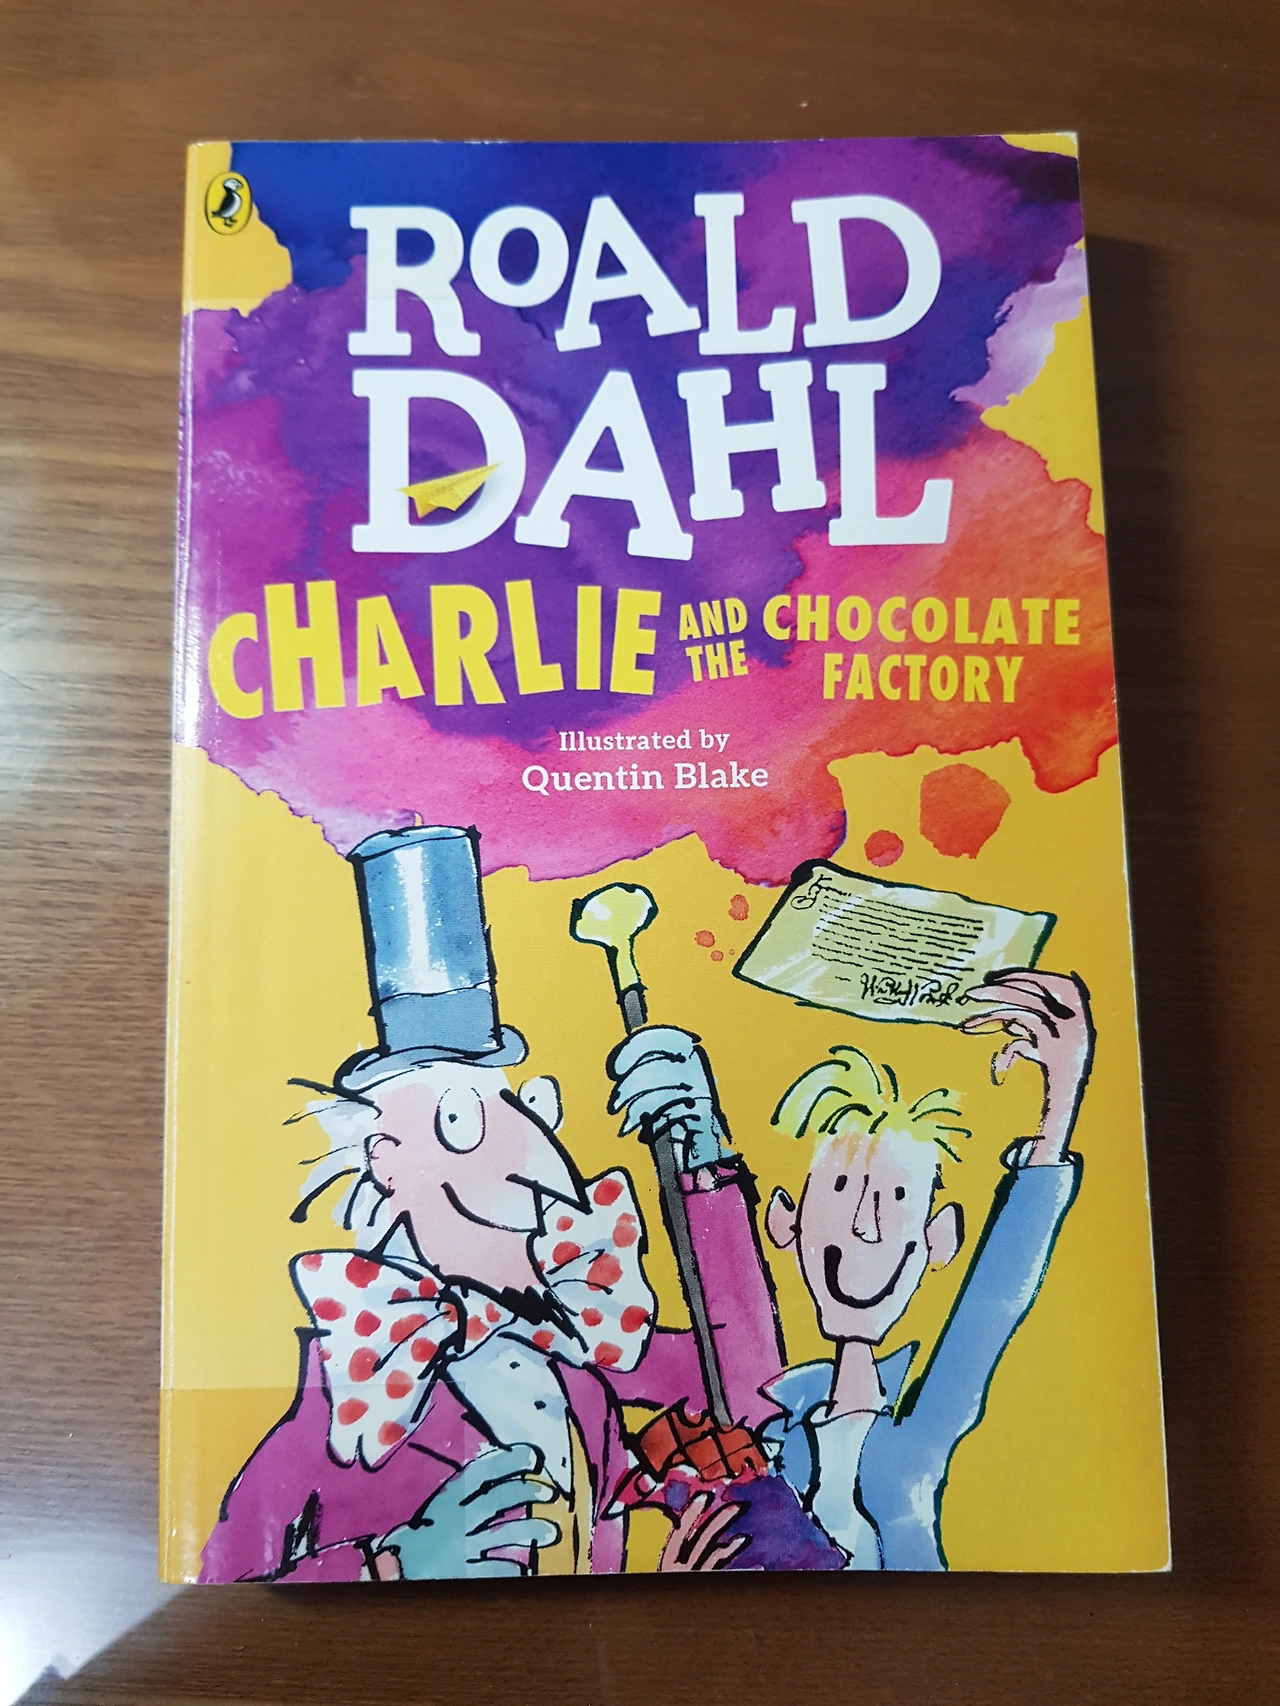 ROALD
DAHL
CHARLIE AND THE CHOCOLATE FACTORY
Illustrated by
Quentin Blake